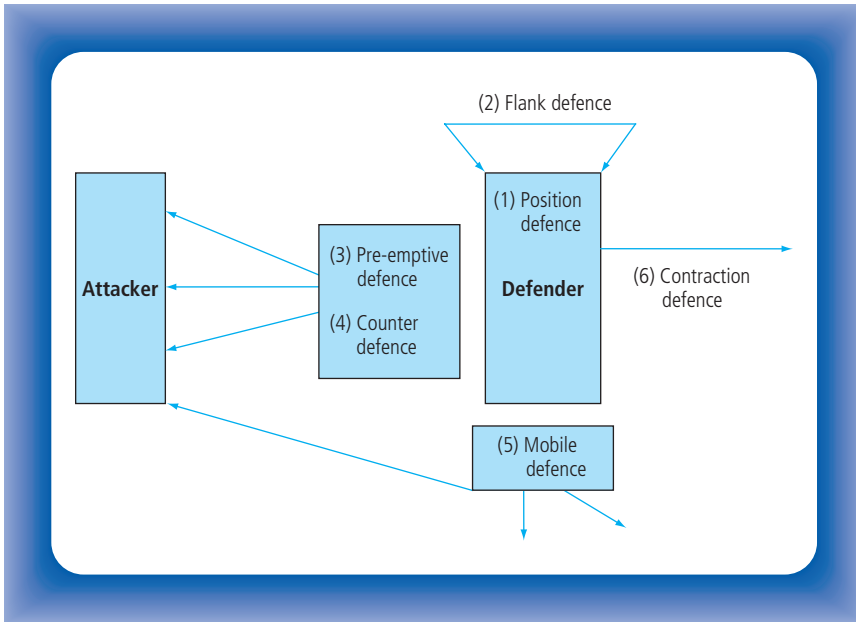 (2) Flank defence
(1) Position
defence
(3) Pre-emptive
defence
Attacker
Defender
(6) Contraction
defence
(4) Counter
defence
(5) Mobile
defence